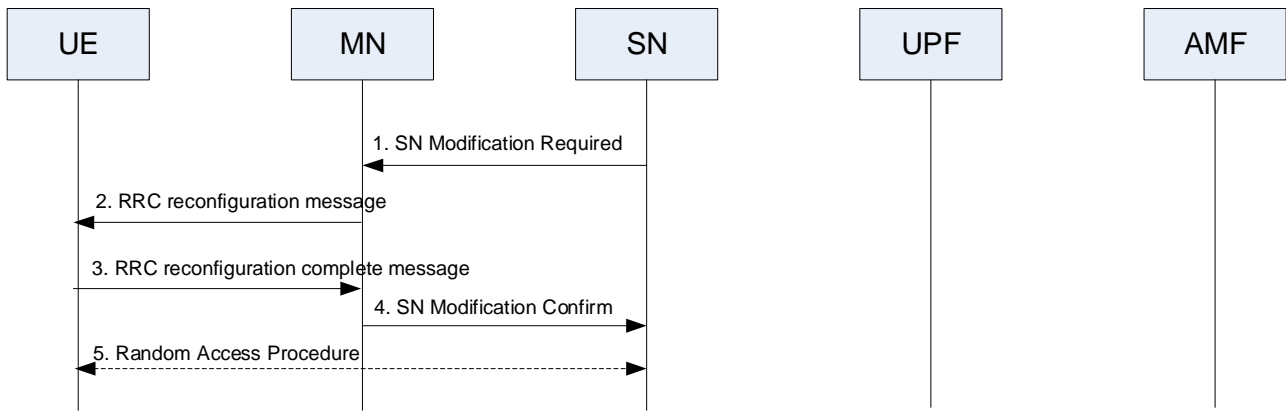 UE
MN
SN
UPF
AMF
1. SN Modification Required
2. RRC reconfiguration message
3. RRC reconfiguration complete message
4. SN Modification Confirm
5. Random Access Procedure